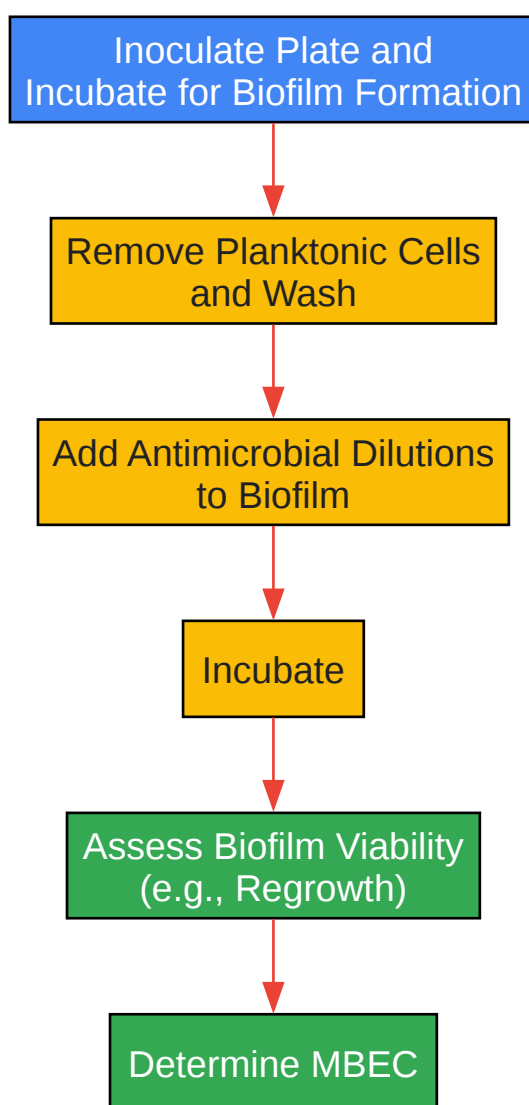 Inoculate Plate and
Incubate for Biofilm Formation
Remove Planktonic Cells
and Wash
Add Antimicrobial Dilutions
to Biofilm
Incubate
Assess Biofilm Viability
(e.g., Regrowth)
Determine MBEC